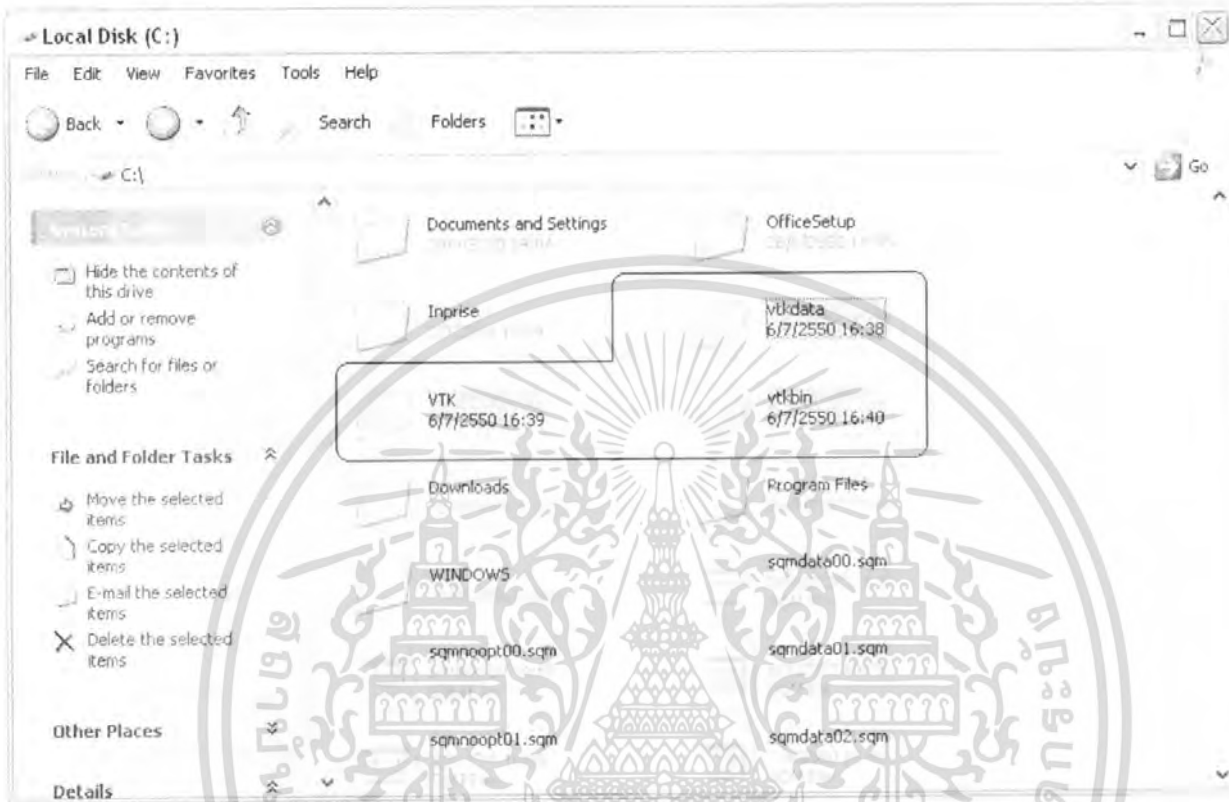 Local Disk (C:)
File Edit View Favorites Tools Help
Back Search Folders
C:\ Go
Hide the contents of
this drive
Add or remove
programs
Search for files or
folders
File and Folder Tasks
Move the selected
items
Copy the selected
items
E-mail the selected
items
Delete the selected
items
Other Places
Details
Documents and Settings
OfficeSetup
Inprise
vtkdata
6/7/2550 16:38
VTK
6/7/2550 16:39
vtkbin
6/7/2550 16:40
Downloads
Program Files
WINDOWS
sqmdata00.sqm
sqmnoopt00.sqm
sqmdata01.sqm
sqmnoopt01.sqm
sqmdata02.sqm